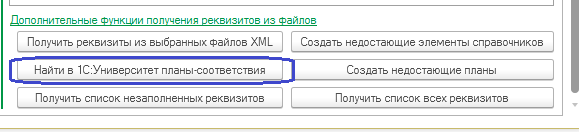 Дополнительные функции получения реквизитов из файлов
Получить реквизиты из выбранных файлов XML
Создать недостающие элементы справочников
Найти в 1С:Университет планы-соответствия
Создать недостающие планы
Получить список незаполненных реквизитов
Получить список всех реквизитов